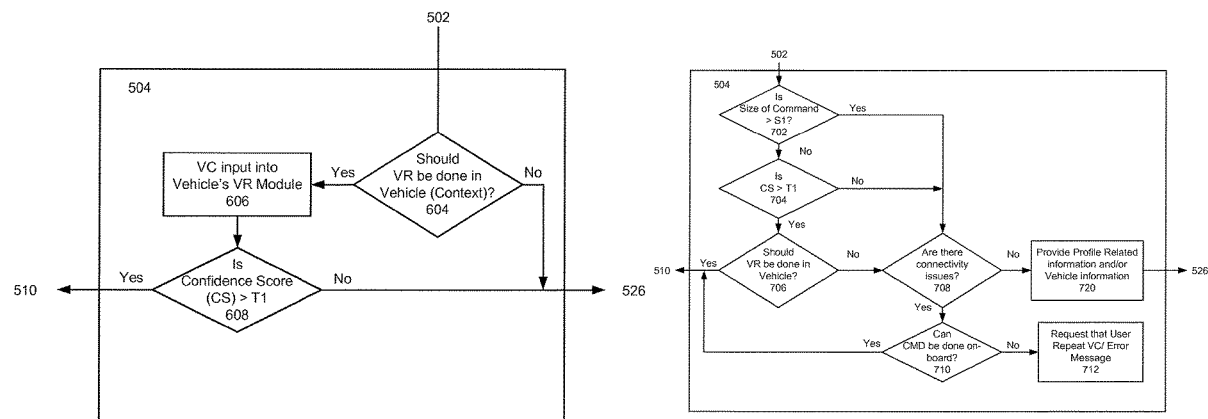 502
504
Should
VR be done in
Vehicle (Context)?
604
Yes
No
VC input into
Vehicle's VR Module
606
Is
Confidence Score
(CS) > T1
608
Yes
No
510
526
502
504
Is
Size of Command
> S1?
702
Yes
No
Is
CS > T1
704
No
Yes
Should
VR be done in
Vehicle?
706
Yes
No
510
Are there
connectivity
issues?
708
No
Yes
Provide Profile Related
information and/or
Vehicle information
720
526
Can
CMD be done on-
board?
710
Yes
No
Request that User
Repeat VC/ Error
Message
712